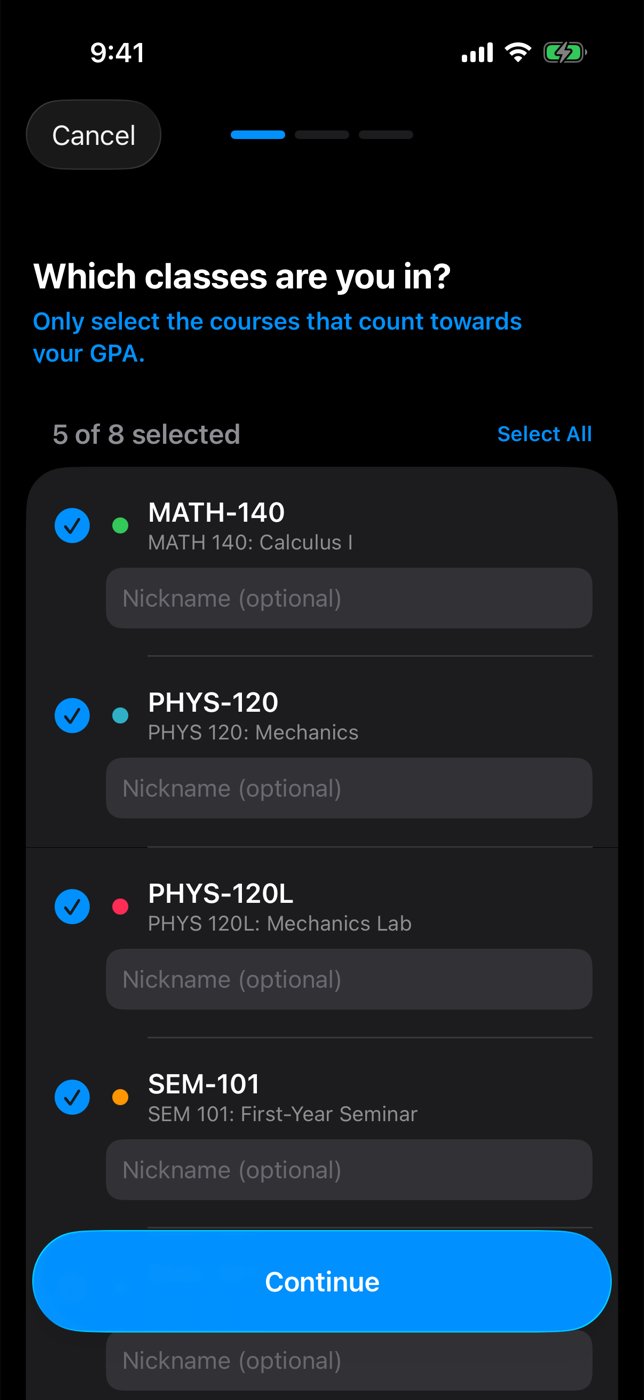 9:41
Cancel
Which classes are you in?
Only select the courses that count towards
your GPA.
5 of 8 selected
Select All
MATH-140
MATH 140: Calculus I
Nickname (optional)
PHYS-120
PHYS 120: Mechanics
Nickname (optional)
PHYS-120L
PHYS 120L: Mechanics Lab
Nickname (optional)
SEM-101
SEM 101: First-Year Seminar
Nickname (optional)
Continue
Nickname (optional)